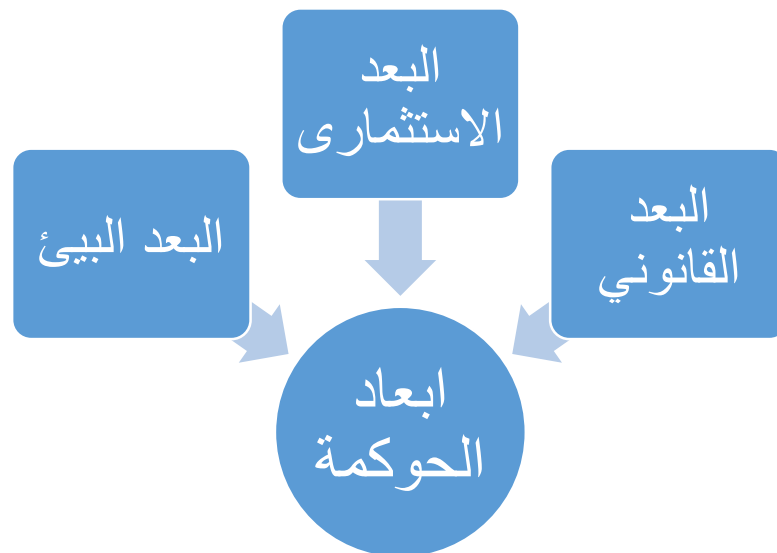 البعد
الاستثمارى
البعد
القانوني
البعد البيئ
ابعاد
الحوكمة